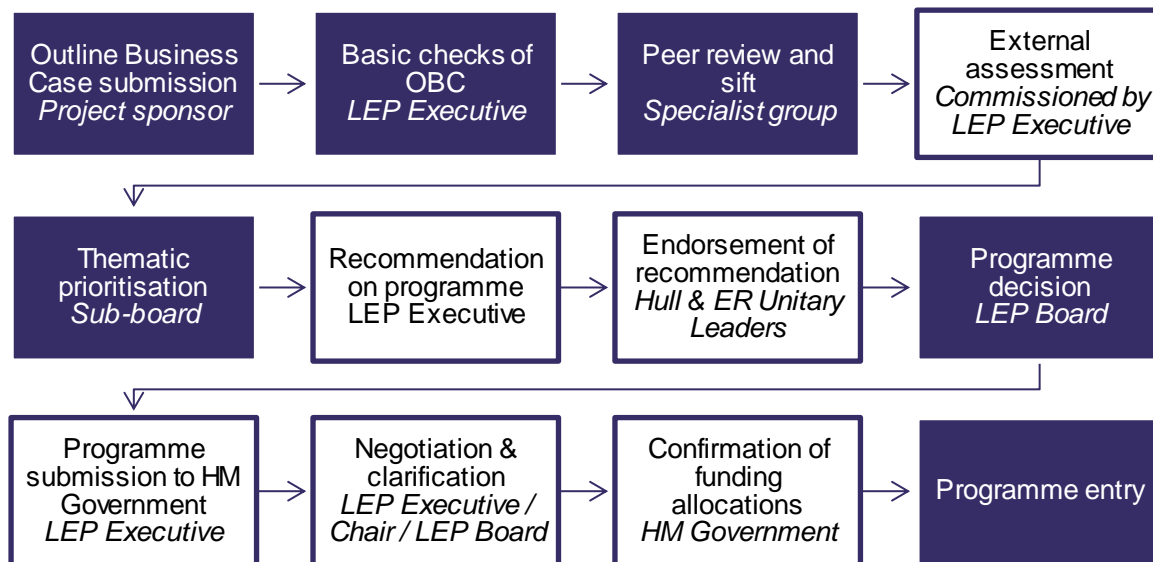 Outline Business
Case submission
Project sponsor
Basic checks of
OBC
LEP Executive
Peer review and
sift
Specialist group
External
assessment
Commissioned by
LEP Executive
Thematic
prioritisation
Sub-board
Recommendation
on programme
LEP Executive
Endorsement of
recommendation
Hull & ER Unitary
Leaders
Programme
decision
LEP Board
Programme
submission to HM
Government
LEP Executive
Negotiation &
clarification
LEP Executive /
Chair / LEP Board
Confirmation of
funding
allocations
HM Government
Programme entry